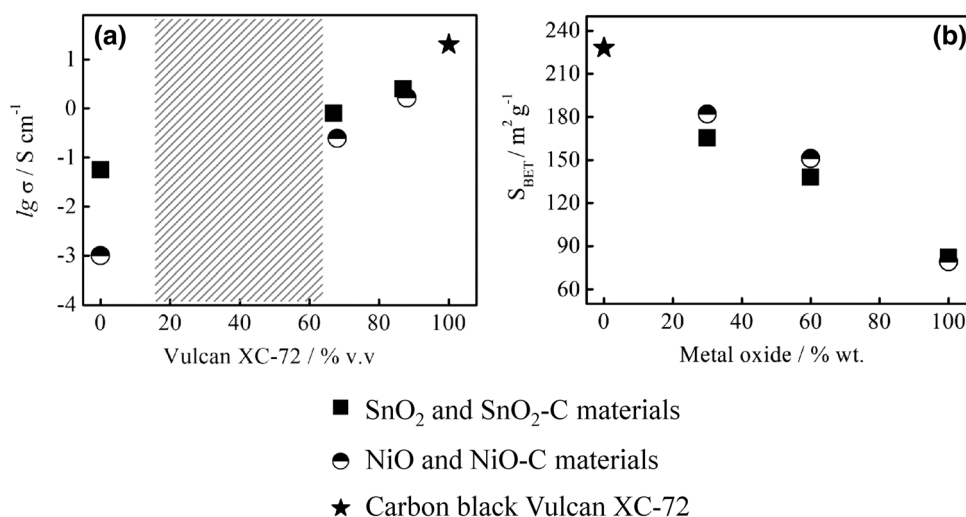 (a)
1
0
-1
-2
-3
-4
lg σ / S cm⁻¹
0 20 40 60 80 100
Vulcan XC-72 / % v.v
(b)
240
210
180
150
120
90
60
S_BET / m² g⁻¹
0 20 40 60 80 100
Metal oxide / % wt.
SnO₂ and SnO₂-C materials
NiO and NiO-C materials
Carbon black Vulcan XC-72